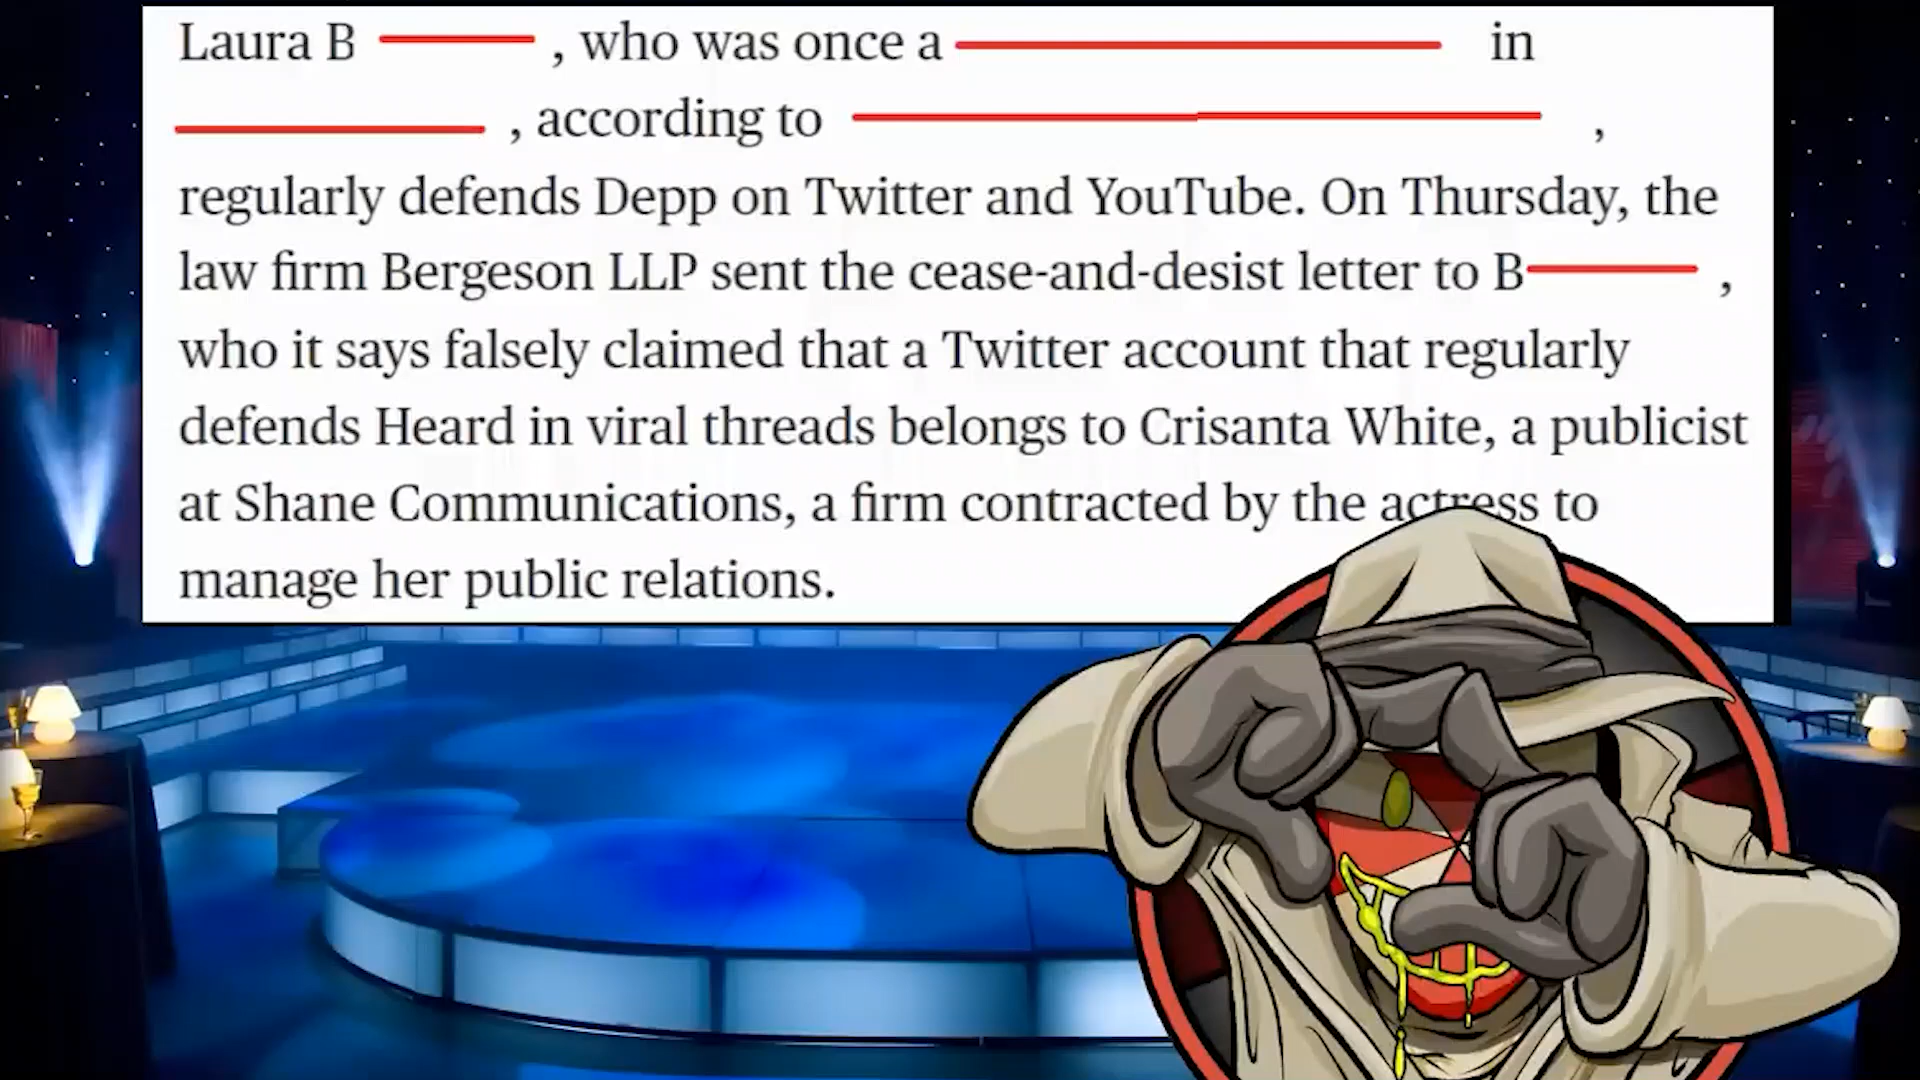 Laura B , who was once a in
, according to ,
regularly defends Depp on Twitter and YouTube. On Thursday, the
law firm Bergeson LLP sent the cease-and-desist letter to B ,
who it says falsely claimed that a Twitter account that regularly
defends Heard in viral threads belongs to Crisanta White, a publicist
at Shane Communications, a firm contracted by the actress to
manage her public relations.